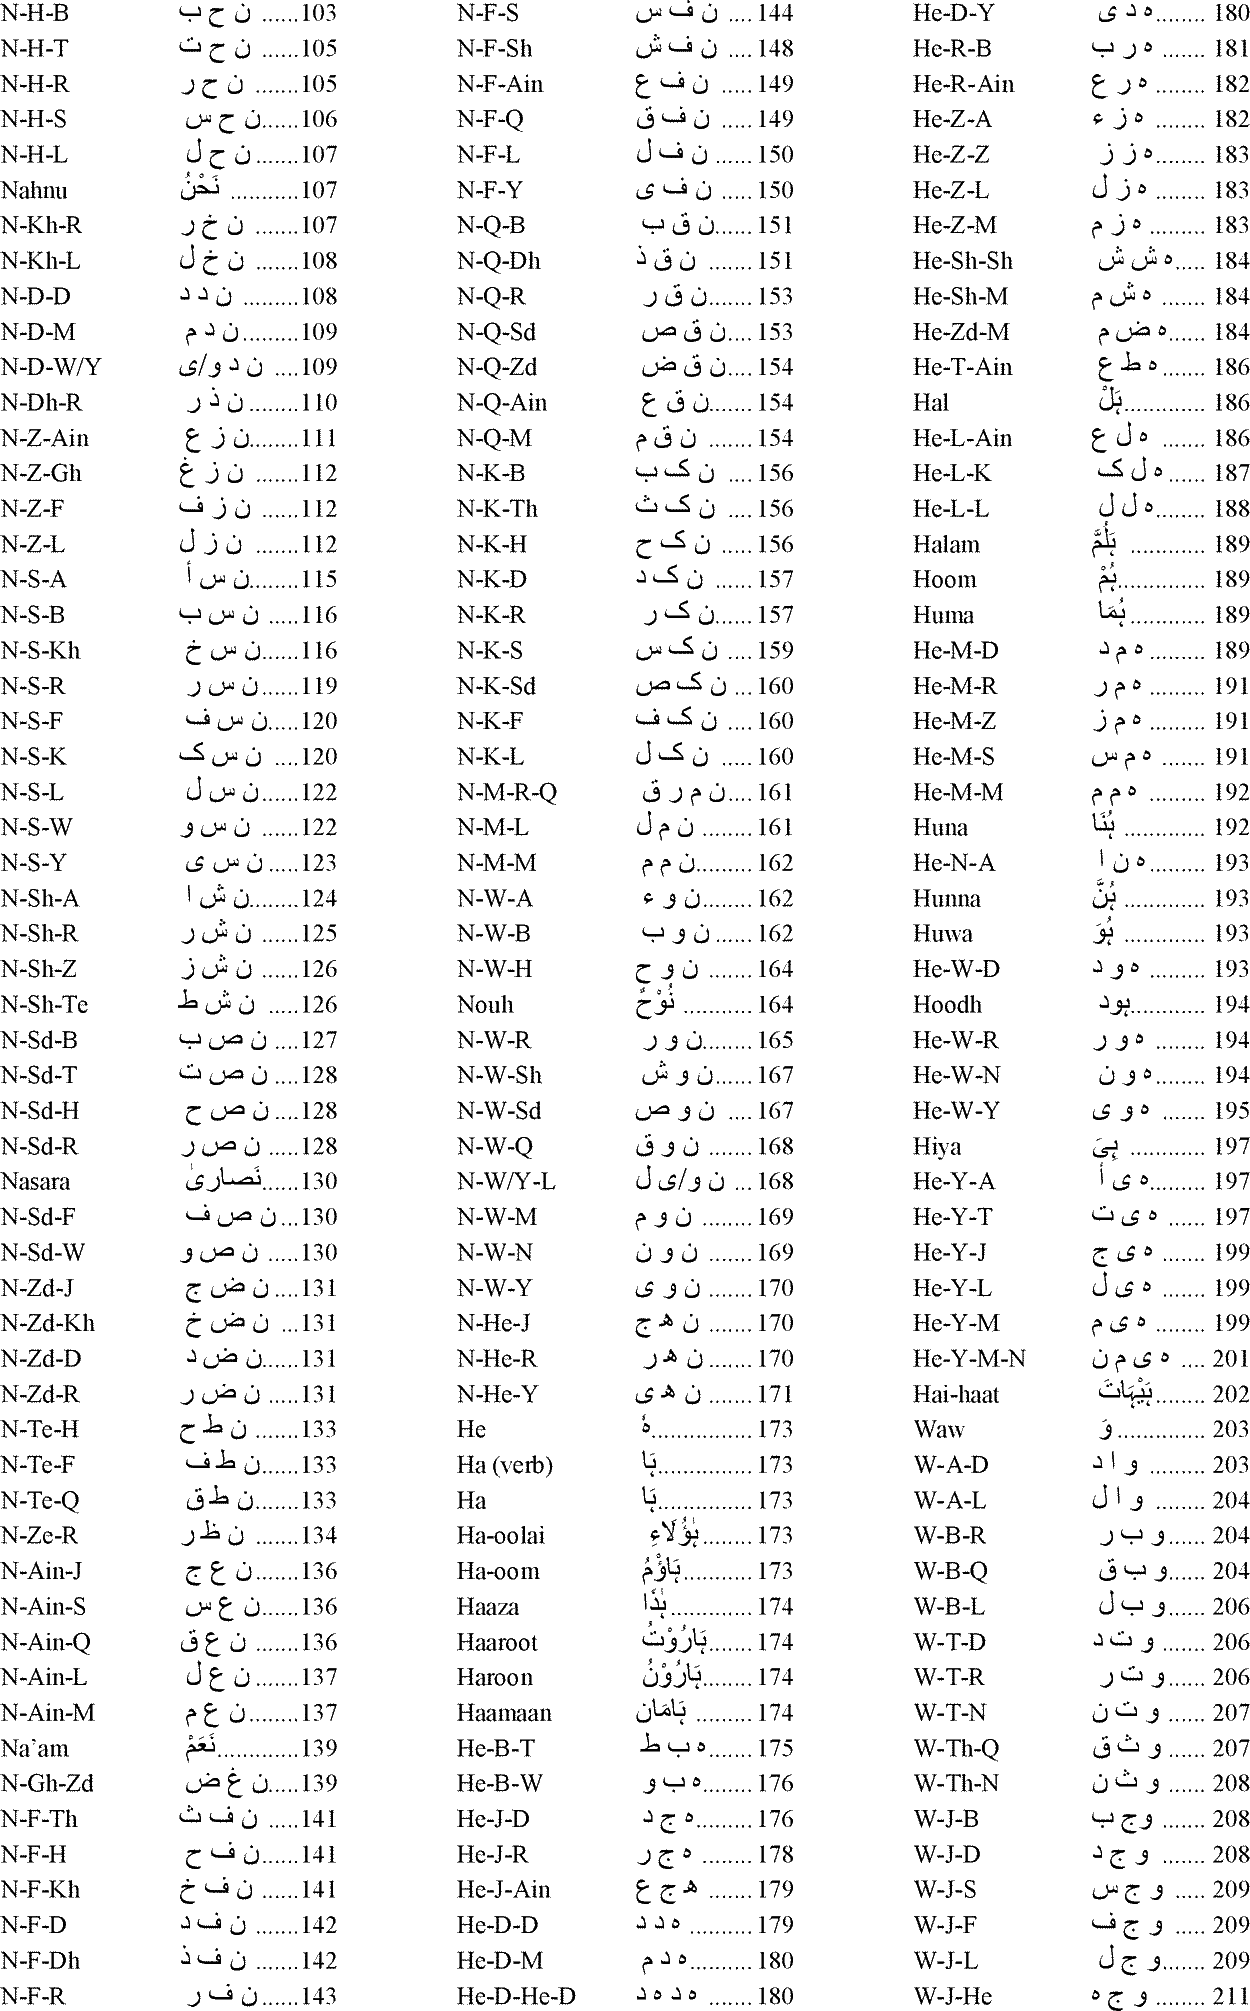 N-H-B ن ح ب .....103
N-H-T ن ح ت ......105
N-H-R ن ح ر .......105
N-H-S ن ح س......106
N-H-L ن ح ل .......107
Nahnu نَحْنُ ...........107
N-Kh-R ن خ ر .......107
N-Kh-L ن خ ل ......108
N-D-D ن د د .........108
N-D-M ن د م.........109
N-D-W/Y ن د و/ی ....109
N-Dh-R ن ذ ر ........110
N-Z-Ain ن ز ع........111
N-Z-Gh ن ز غ .......112
N-Z-F ن ز ف ......112
N-Z-L ن ز ل .......112
N-S-A ن س أ........115
N-S-B ن س ب .....116
N-S-Kh ن س خ......116
N-S-R ن س ر ......119
N-S-F ن س ف......120
N-S-K ن س ک ....120
N-S-L ن س ل......122
N-S-W ن س و ......122
N-S-Y ن س ی .....123
N-Sh-A ن ش ا........124
N-Sh-R ن ش ر ......125
N-Sh-Z ن ش ز ......126
N-Sh-Te ن ش ط .....126
N-Sd-B ن ص ب ....127
N-Sd-T ن ص ت ....128
N-Sd-H ن ص ح ....128
N-Sd-R ن ص ر .....128
Nasara نَصاریٰ......130
N-Sd-F ن ص ف...130
N-Sd-W ن ص و.....130
N-Zd-J ن ض ج ....131
N-Zd-Kh ن ض خ ...131
N-Zd-D ن ض د.....131
N-Zd-R ن ض ر .....131
N-Te-H ن ط ح ......133
N-Te-F ن ط ف......133
N-Te-Q ن ط ق......133
N-Ze-R ن ظ ر ......134
N-Ain-J ن ع ج ......136
N-Ain-S ن ع س......136
N-Ain-Q ن ع ق ......136
N-Ain-L ن ع ل.......137
N-Ain-M ن ع م........137
Na’am نَعَمْ.............139
N-Gh-Zd ن غ ض.....139
N-F-Th ن ف ث .....141
N-F-H ن ف ح......141
N-F-Kh ن ف خ ......141
N-F-D ن ف د ......142
N-F-Dh ن ف ذ .......142
N-F-R ن ف ر ......143
N-F-S ن ف س ....144
N-F-Sh ن ف ش ....148
N-F-Ain ن ف ع .....149
N-F-Q ن ف ق .....149
N-F-L ن ف ل .....150
N-F-Y ن ف ی .....150
N-Q-B ن ق ب......151
N-Q-Dh ن ق ذ .......151
N-Q-R ن ق ر.......153
N-Q-Sd ن ق ص....153
N-Q-Zd ن ق ض....154
N-Q-Ain ن ق ع......154
N-Q-M ن ق م ......154
N-K-B ن ک ب .....156
N-K-Th ن ک ث ....156
N-K-H ن ک ح .....156
N-K-D ن ک د ......157
N-K-R ن ک ر ......157
N-K-S ن ک س ....159
N-K-Sd ن ک ص ...160
N-K-F ن ک ف ....160
N-K-L ن ک ل .....160
N-M-R-Q ن م ر ق....161
N-M-L ن م ل ........161
N-M-M ن م م .........162
N-W-A ن و ء ........162
N-W-B ن و ب ......162
N-W-H ن و ح .......164
Nouh نُوْحٌ ...........164
N-W-R ن و ر........165
N-W-Sh ن و ش ......167
N-W-Sd ن و ص ....167
N-W-Q ن و ق ......168
N-W/Y-L ن و/ی ل ...168
N-W-M ن و م .......169
N-W-N ن و ن .......169
N-W-Y ن و ی ......170
N-He-J ن ھ ج .......170
N-He-R ن ھ ر .......170
N-He-Y ن ھ ی ......171
He ہٗ.................173
Ha (verb) ہَا................173
Ha ہَا................173
Ha-oolai ہٰؤُلَاءِ ........173
Ha-oom ہَاؤُمُ...........173
Haaza ہٰذَا..............174
Haaroot ہَارُوْتُ........174
Haroon ہَارُوْنُ.........174
Haamaan ہَامَان .........174
He-B-T ہ ب ط .......175
He-B-W ہ ب و .......176
He-J-D ہ ج د.........176
He-J-R ہ ج ر ........178
He-J-Ain ھ ج ع .......179
He-D-D ہ د د ..........179
He-D-M ہ د م .........180
He-D-He-D ہ د ہ د .......180
He-D-Y ہ د ی........ 180
He-R-B ہ ر ب ....... 181
He-R-Ain ہ ر ع ........ 182
He-Z-A ہ ز ء ........ 182
He-Z-Z ہ ز ز......... 183
He-Z-L ہ ز ل ........ 183
He-Z-M ہ ز م ........ 183
He-Sh-Sh ہ ش ش..... 184
He-Sh-M ہ ش م ....... 184
He-Zd-M ہ ض م ....... 184
He-T-Ain ہ ط ع ........ 186
Hal ہَلْ............. 186
He-L-Ain ہ ل ع ....... 186
He-L-K ہ ل ک...... 187
He-L-L ہ ل ل........ 188
Halam ہَلُمَّ ............ 189
Hoom ہُمْ.............. 189
Huma ہُمَا ............. 189
He-M-D ہ م د......... 189
He-M-R ہ م ر ......... 191
He-M-Z ہ م ز ......... 191
He-M-S ہ م س ....... 191
He-M-M ہ م م ......... 192
Huna ہُنَا ............. 192
He-N-A ہ ن ا ......... 193
Hunna ہُنَّ ............. 193
Huwa ہُوَ ............. 193
He-W-D ہ و د ......... 193
Hoodh ہود............ 194
He-W-R ہ و ر ......... 194
He-W-N ہ و ن ........ 194
He-W-Y ہ و ی ........ 195
Hiya ہِیَ ............ 197
He-Y-A ہ ی أ......... 197
He-Y-T ہ ی ت ....... 197
He-Y-J ہ ی ج ........ 199
He-Y-L ہ ی ل ........ 199
He-Y-M ہ ی م ........ 199
He-Y-M-N ہ ی م ن .... 201
Hai-haat ہَیْہَاتَ........ 202
Waw وَ............... 203
W-A-D و ا د ......... 203
W-A-L و ا ل ........ 204
W-B-R و ب ر ....... 204
W-B-Q و ب ق ....... 204
W-B-L و ب ل....... 206
W-T-D و ت د ....... 206
W-T-R و ت ر ....... 206
W-T-N و ت ن ....... 207
W-Th-Q و ث ق ....... 207
W-Th-N و ث ن ....... 208
W-J-B و ج ب ....... 208
W-J-D و ج د ........ 208
W-J-S و ج س ..... 209
W-J-F و ج ف ..... 209
W-J-L و ج ل....... 209
W-J-He و ج ہ ........ 211